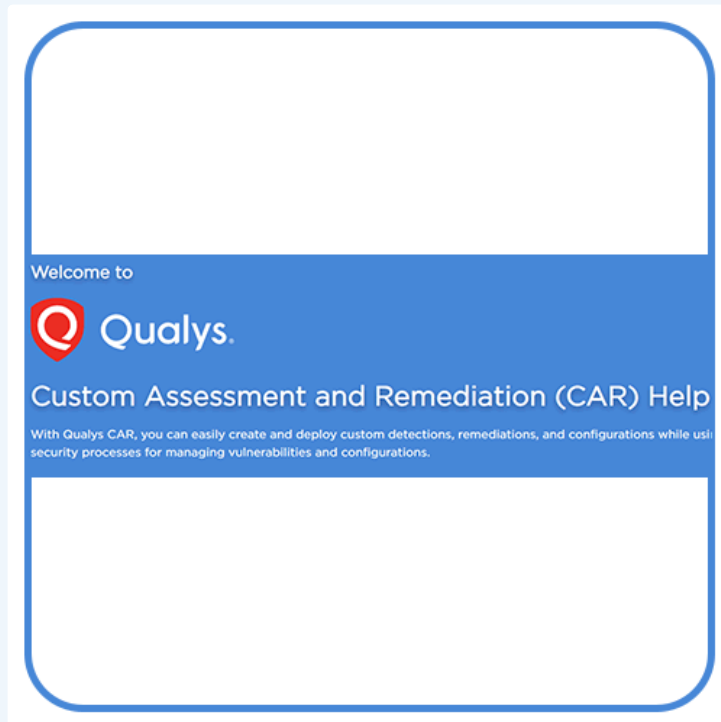 Welcome to
Qualys.
Custom Assessment and Remediation (CAR) Help
With Qualys CAR, you can easily create and deploy custom detections, remediations, and configurations while
security processes for managing vulnerabilities and configurations.